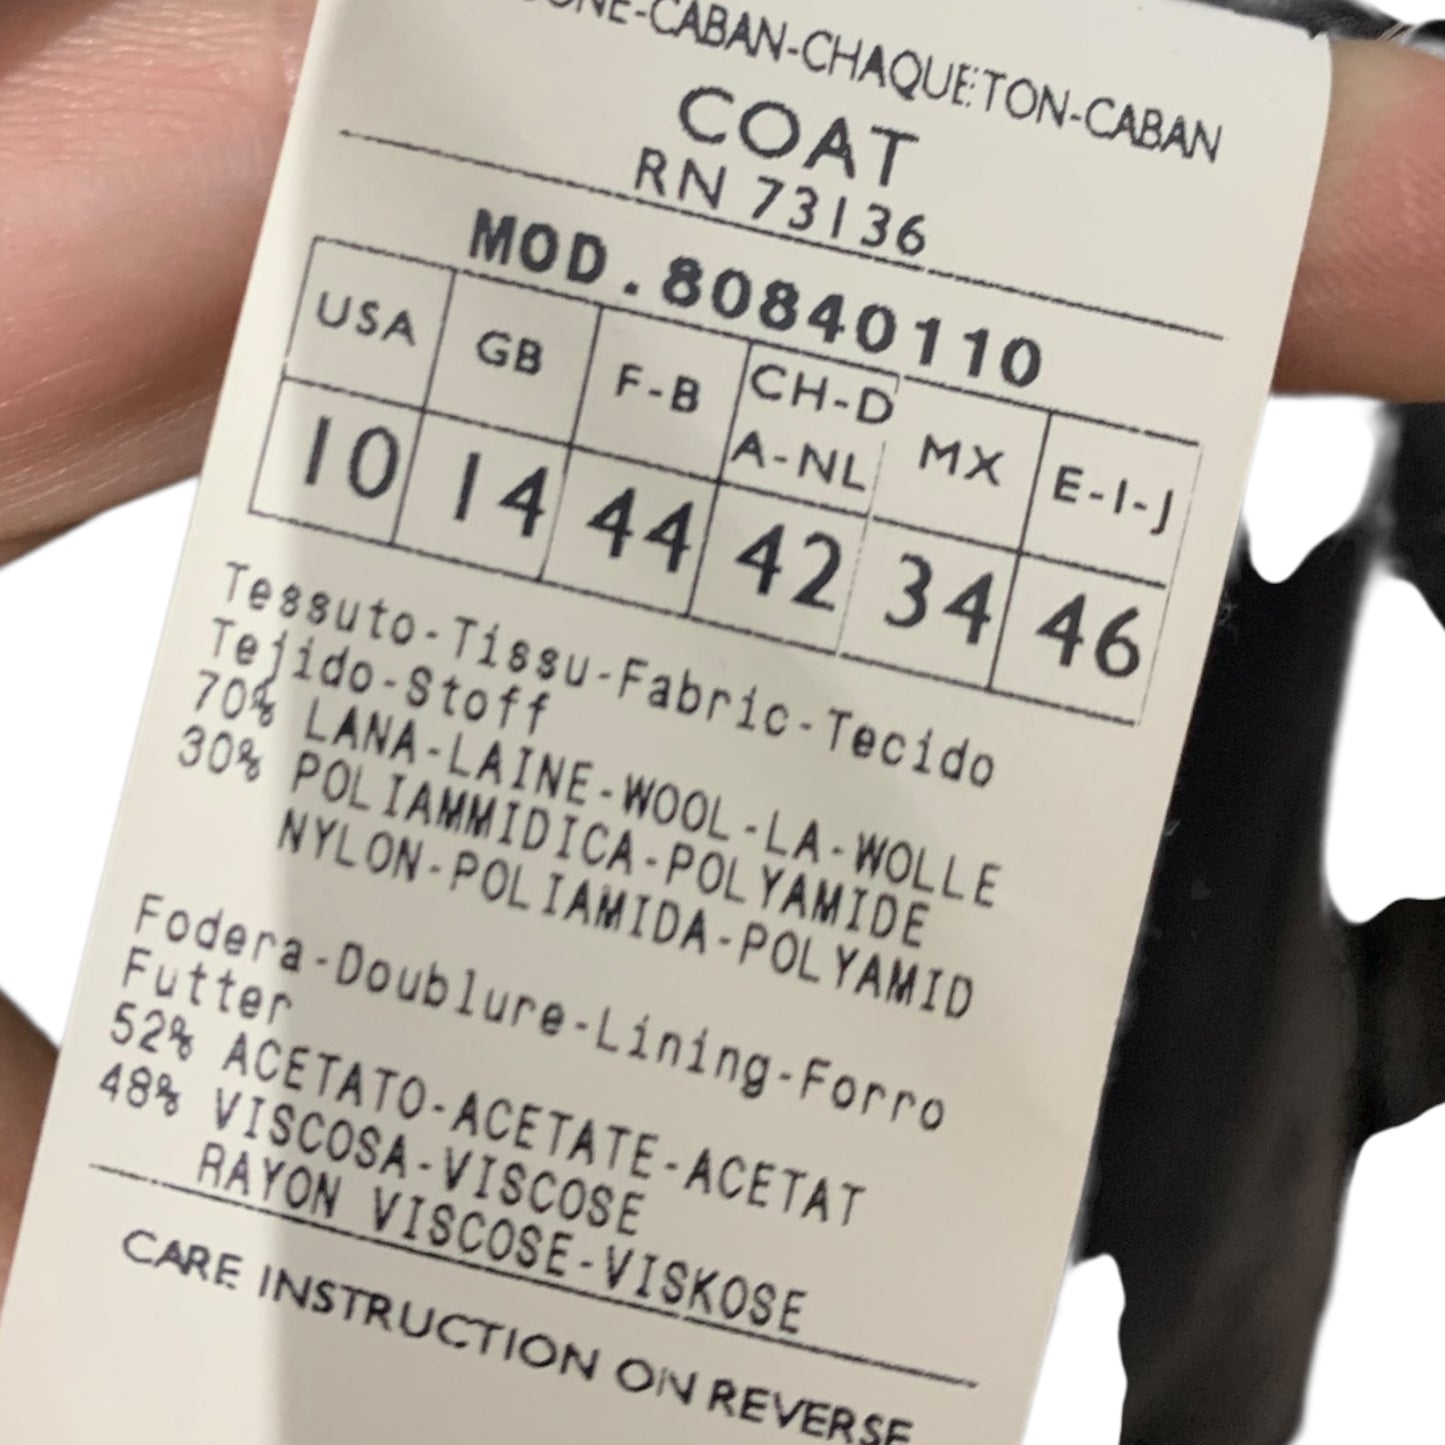 CABAN-CHAQUETON-CABAN
COAT
RN 73136
MOD.80840110
USA GB F-B CH-D A-NL MX E-I-J
10 14 44 42 34 46
Tessuto-Tissu-Fabric-Tecido
Tejido-Stoff
70% LANA-LAINE-WOOL-LA-WOLLE
30% POLIAMMIDICA-POLYAMIDE
NYLON-POLIAMIDA-POLYAMID
Fodera-Doublure-Lining-Forro
Futter
52% ACETATO-ACETATE-ACETAT
48% VISCOSA-VISCOSE
RAYON VISCOSE-VISKOSE
CARE INSTRUCTION ON REVERSE